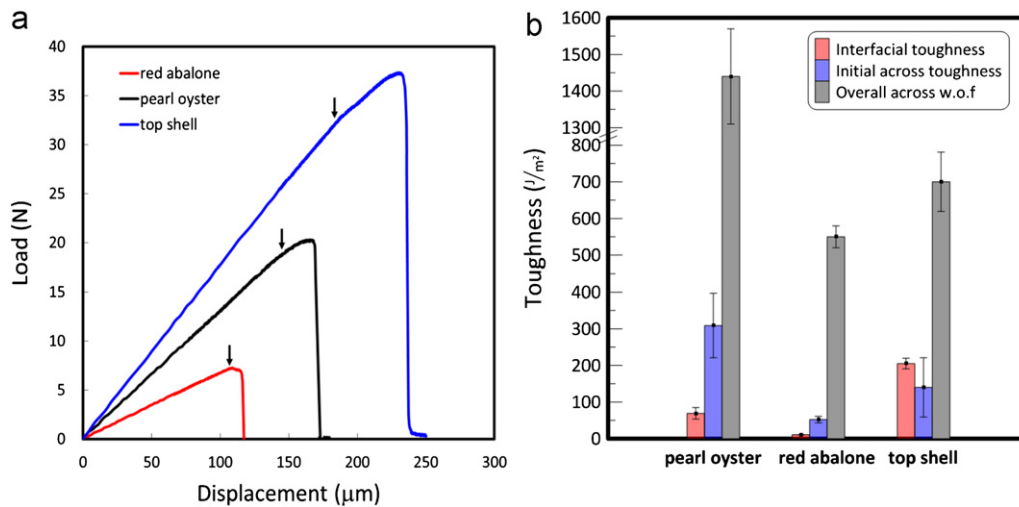 a
40
35
30
25
20
15
10
5
0
Load (N)
red abalone
pearl oyster
top shell
0 50 100 150 200 250 300
Displacement (μm)
b
1600
1500
1400
1300
800
700
600
500
400
300
200
100
0
Toughness (J/m²)
Interfacial toughness
Initial across toughness
Overall across w.o.f
pearl oyster red abalone top shell